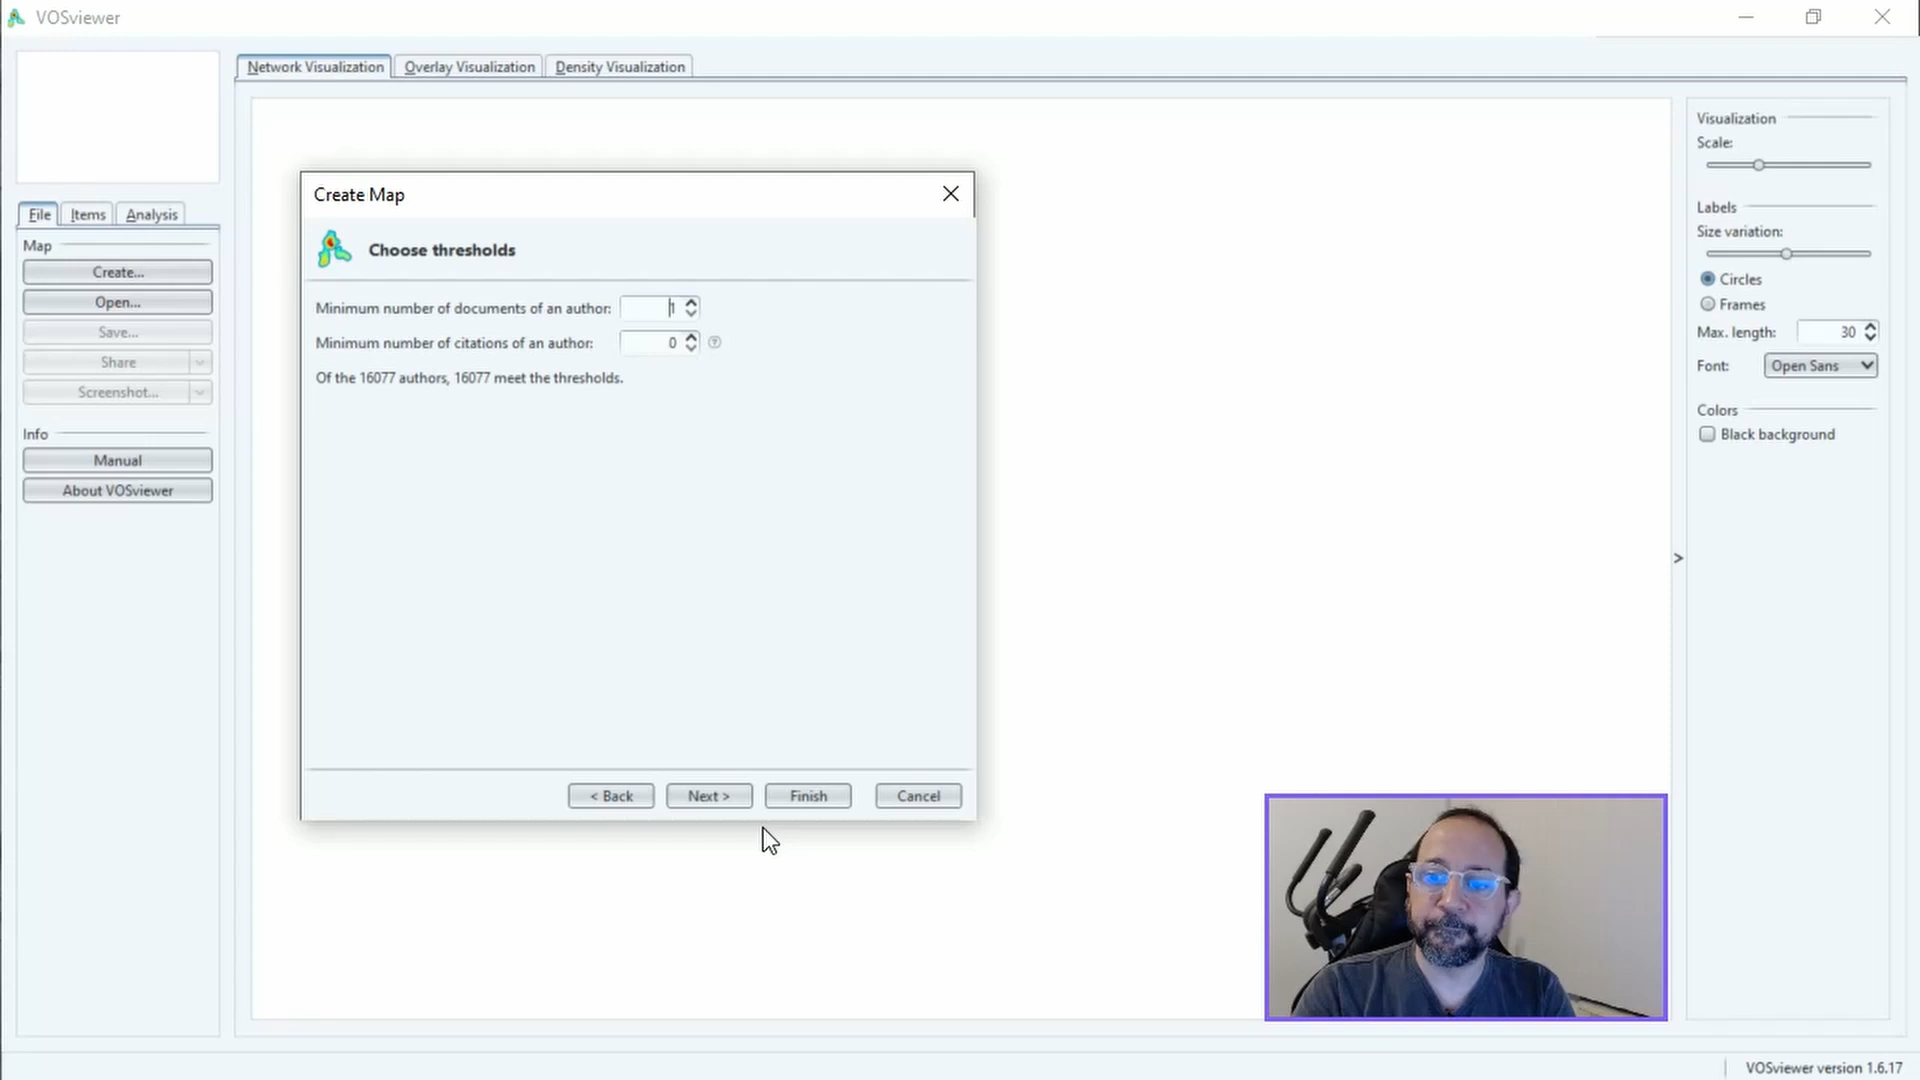 VOSviewer
Network Visualization
Overlay Visualization
Density Visualization
File
Items
Analysis
Map
Create...
Open...
Save...
Share
Screenshot...
Info
Manual
About VOSviewer
Create Map
Choose thresholds
Minimum number of documents of an author: 1
Minimum number of citations of an author: 0
Of the 16077 authors, 16077 meet the thresholds.
< Back
Next >
Finish
Cancel
Visualization
Scale:
Labels
Size variation:
Circles
Frames
Max. length: 30
Font: Open Sans
Colors
Black background
>
VOSviewer version 1.6.17